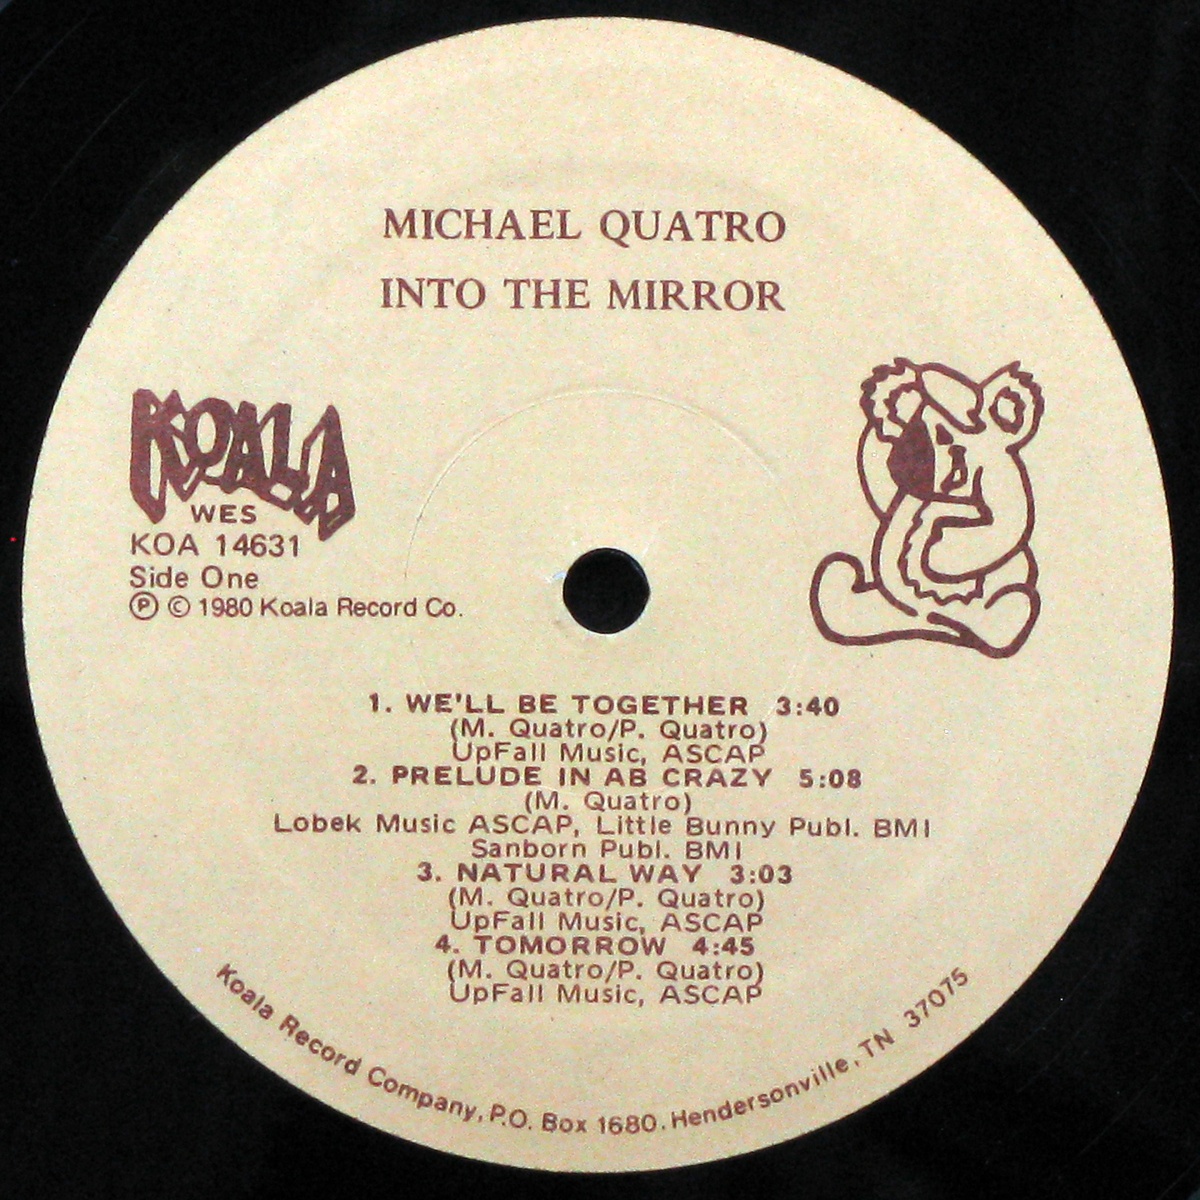 MICHAEL QUATRO
INTO THE MIRROR
KOALA
WES
KOA 14631
Side One
Ⓟ © 1980 Koala Record Co.
1. WE'LL BE TOGETHER 3:40
(M. Quatro/P. Quatro)
UpFall Music, ASCAP
2. PRELUDE IN AB CRAZY 5:08
(M. Quatro)
Lobek Music ASCAP, Little Bunny Publ. BMI
Sanborn Publ. BMI
3. NATURAL WAY 3:03
(M. Quatro/P. Quatro)
UpFall Music, ASCAP
4. TOMORROW 4:45
(M. Quatro/P. Quatro)
UpFall Music, ASCAP
Koala Record Company, P.O. Box 1680. Hendersonville, TN 37075